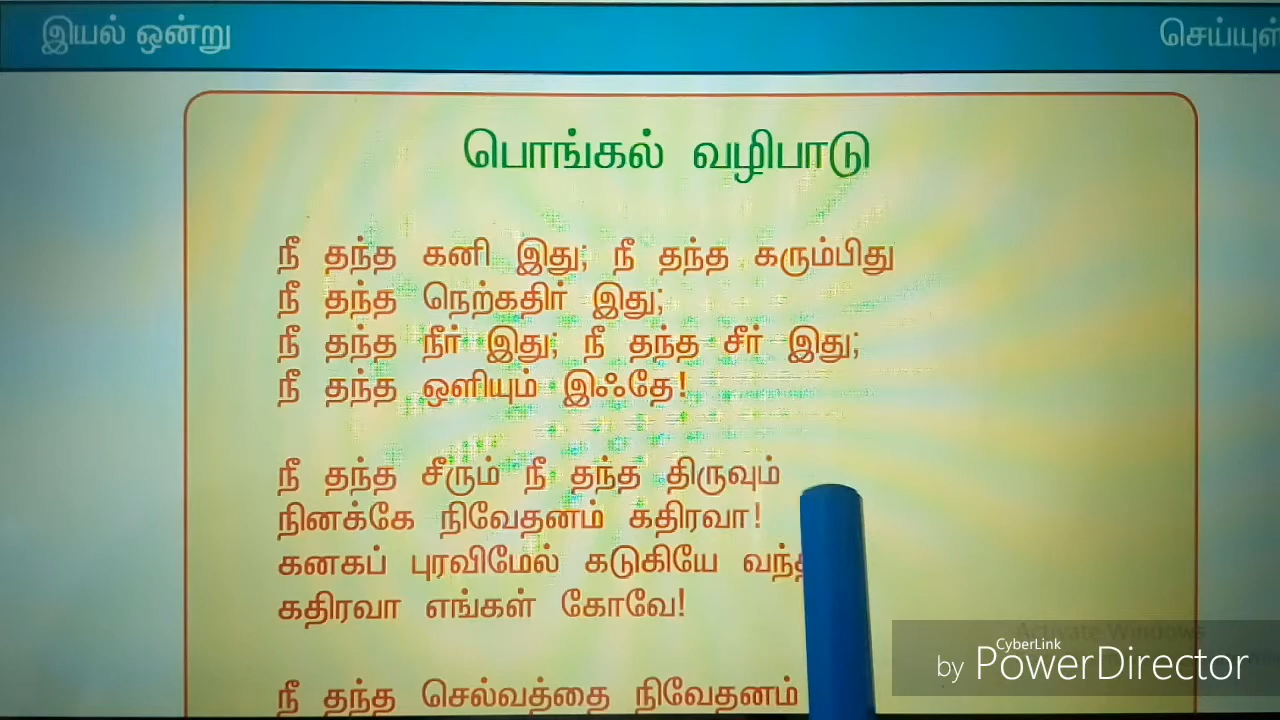 இயல் ஒன்று
செய்யுள்
பொங்கல் வழிபாடு
நீ தந்த கனி இது; நீ தந்த கரும்பிது
நீ தந்த நெற்கதிர் இது;
நீ தந்த நீர் இது; நீ தந்த சீர் இது;
நீ தந்த ஒளியும் இஃதே!
நீ தந்த சீரும் நீ தந்த திருவும்
நினக்கே நிவேதனம் கதிரவா!
கனகப் புரவிமேல் கடுகியே
கதிரவா எங்கள் கோவே!
Activate Windows
நீ தந்த செல்வத்தை நிவேதனம்
CyberLink
by PowerDirector